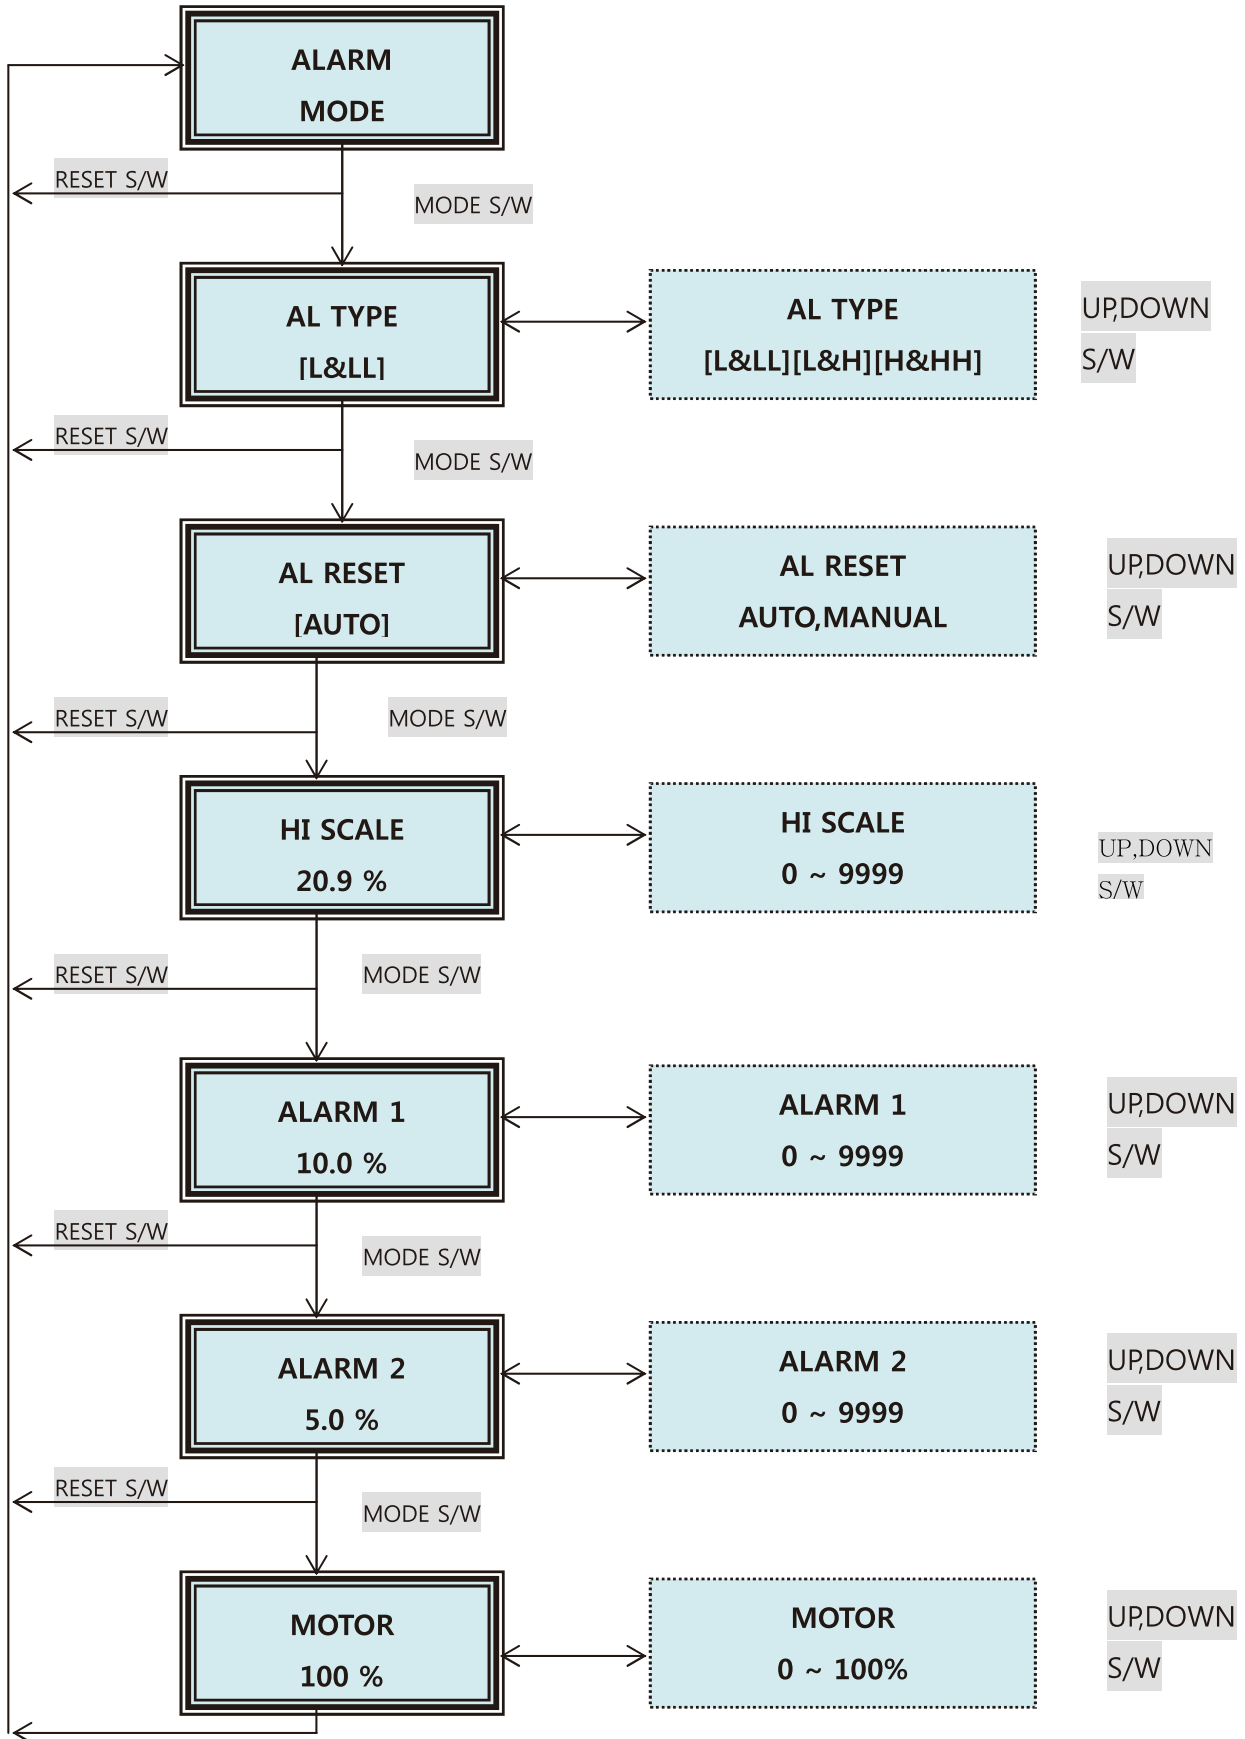 ALARM
MODE
RESET S/W
MODE S/W
AL TYPE
[L&LL]
AL TYPE
[L&LL][L&H][H&HH]
UP,DOWN
S/W
RESET S/W
MODE S/W
AL RESET
[AUTO]
AL RESET
AUTO,MANUAL
UP,DOWN
S/W
RESET S/W
MODE S/W
HI SCALE
20.9 %
HI SCALE
0 ~ 9999
UP,DOWN
S/W
RESET S/W
MODE S/W
ALARM 1
10.0 %
ALARM 1
0 ~ 9999
UP,DOWN
S/W
RESET S/W
MODE S/W
ALARM 2
5.0 %
ALARM 2
0 ~ 9999
UP,DOWN
S/W
RESET S/W
MODE S/W
MOTOR
100 %
MOTOR
0 ~ 100%
UP,DOWN
S/W